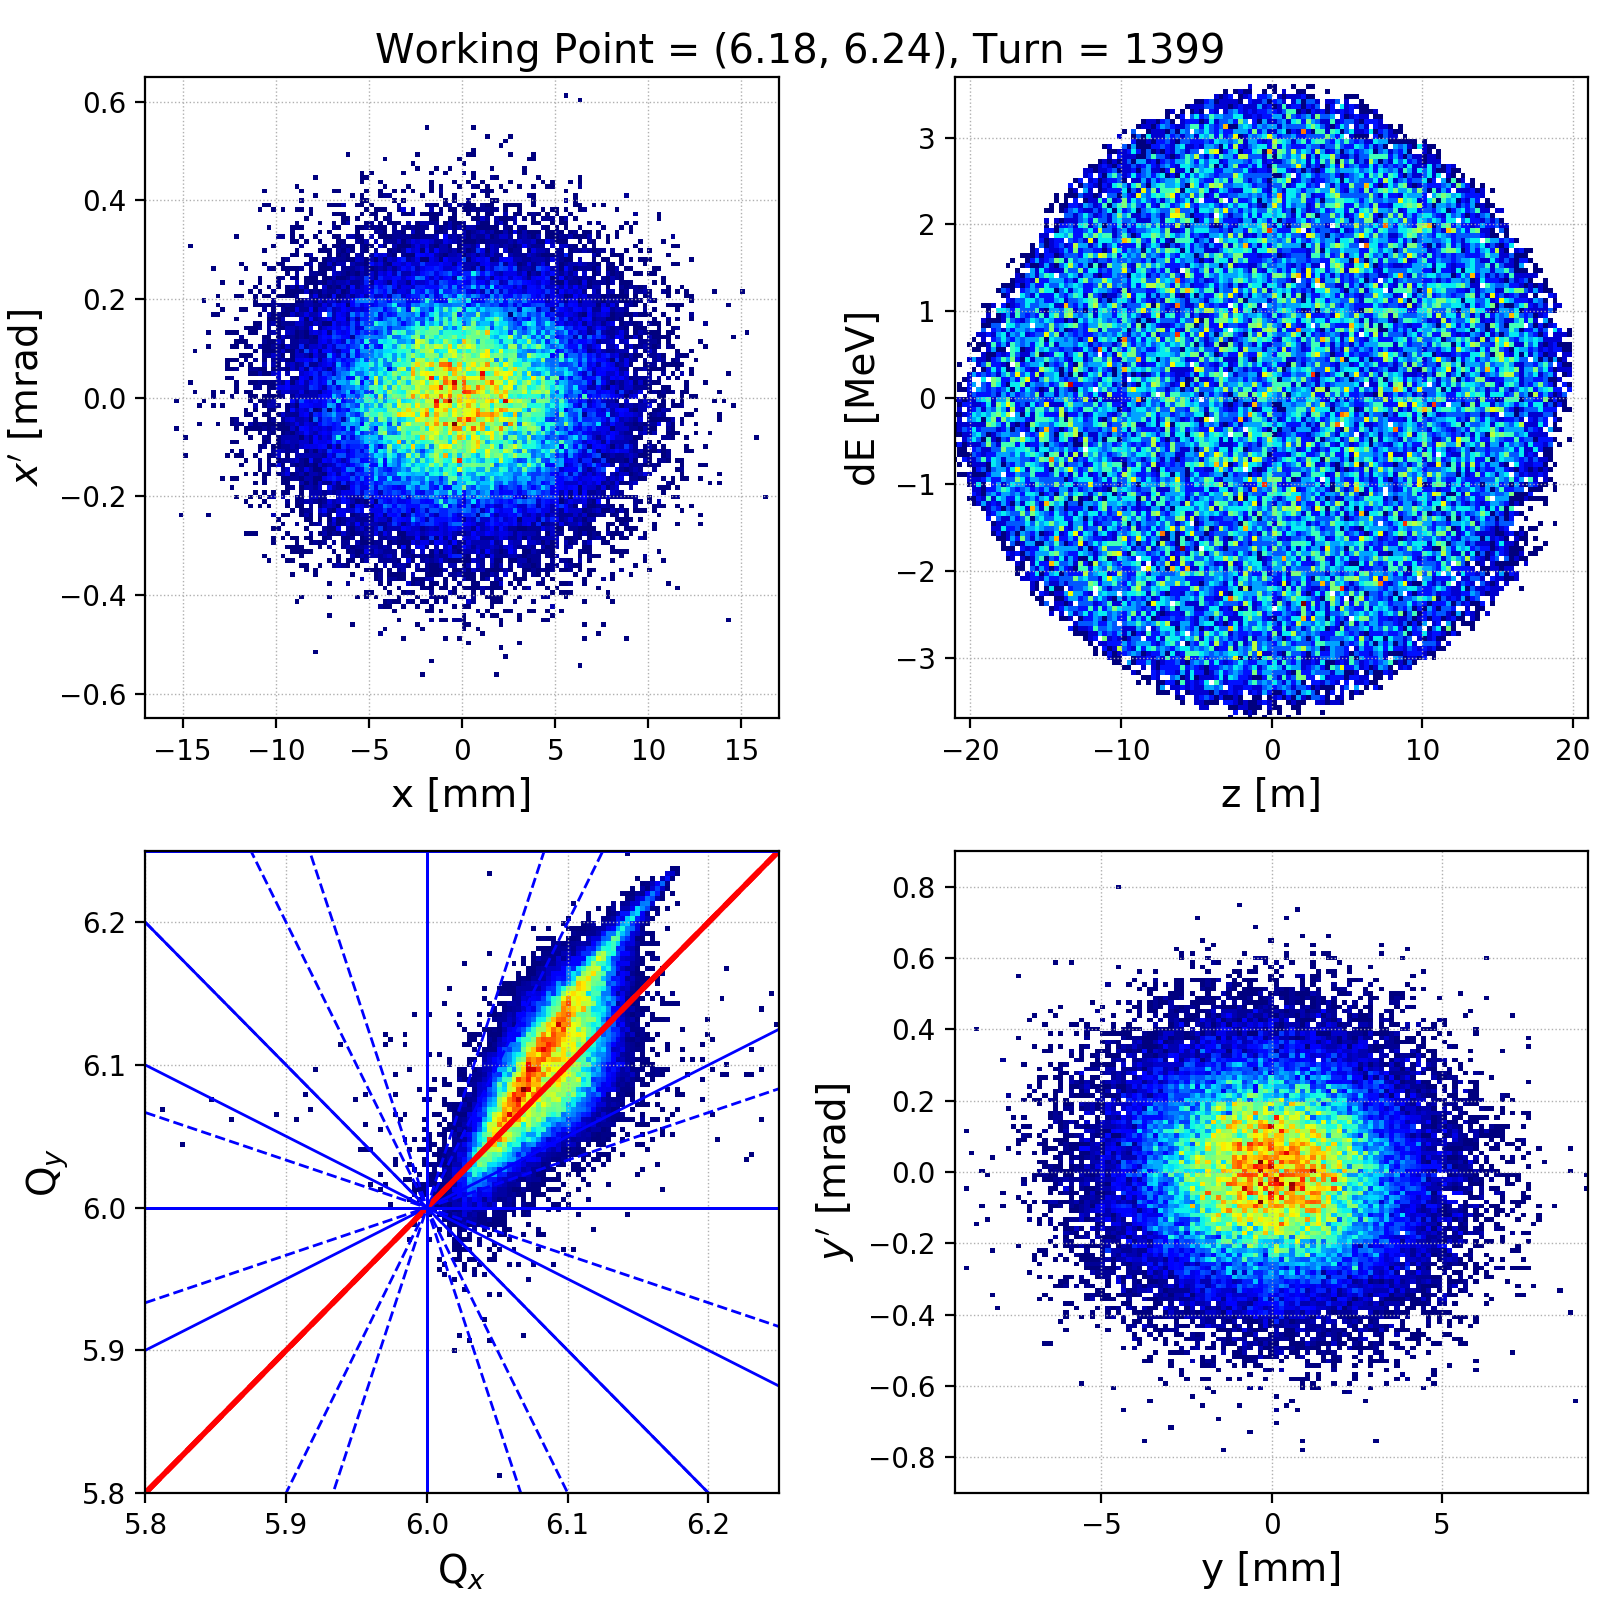 Working Point = (6.18, 6.24), Turn = 1399
0.6
0.4
0.2
0.0
−0.2
−0.4
−0.6
x′ [mrad]
−15 −10 −5 0 5 10 15
x [mm]
3
2
1
0
−1
−2
−3
dE [MeV]
−20 −10 0 10 20
z [m]
6.2
6.1
6.0
5.9
5.8
Qy
5.8 5.9 6.0 6.1 6.2
Qx
0.8
0.6
0.4
0.2
0.0
−0.2
−0.4
−0.6
−0.8
y′ [mrad]
−5 0 5
y [mm]